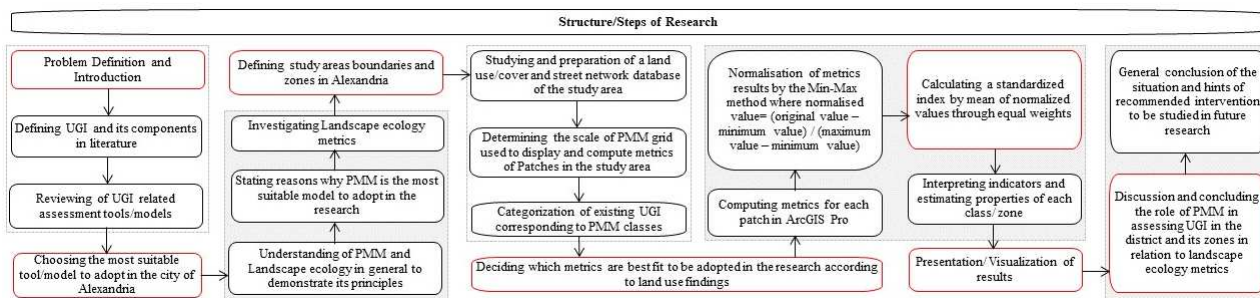 Structure/Steps of Research
Problem Definition and
Introduction
Defining UGI and its components
in literature
Reviewing of UGI related
assessment tools/models
Choosing the most suitable
tool/model to adopt in the city of
Alexandria
Understanding of PMM and
Landscape ecology in general to
demonstrate its principles
Stating reasons why PMM is the
most suitable model to adopt in the
research
Investigating Landscape ecology
metrics
Defining study areas boundaries and
zones in Alexandria
Studying and preparation of a land
use/cover and street network database
of the study area
Determining the scale of PMM grid
used to display and compute metrics
of Patches in the study area
Categorization of existing UGI
corresponding to PMM classes
Deciding which metrics are best fit to be adopted in the research according
to land use findings
Computing metrics for each
patch in ArcGIS Pro
Normalisation of metrics
results by the Min-Max
method where normalised
value= (original value –
minimum value) / (maximum
value – minimum value)
Calculating a standardized
index by mean of normalized
values through equal weights
Interpreting indicators and
estimating properties of each
class/zone
Presentation/ Visualization of
results
Discussion and concluding
the role of PMM in
assessing UGI in the
district and its zones in
relation to landscape
ecology metrics
General conclusion of the
situation and hints of
recommended intervention
to be studied in future
research